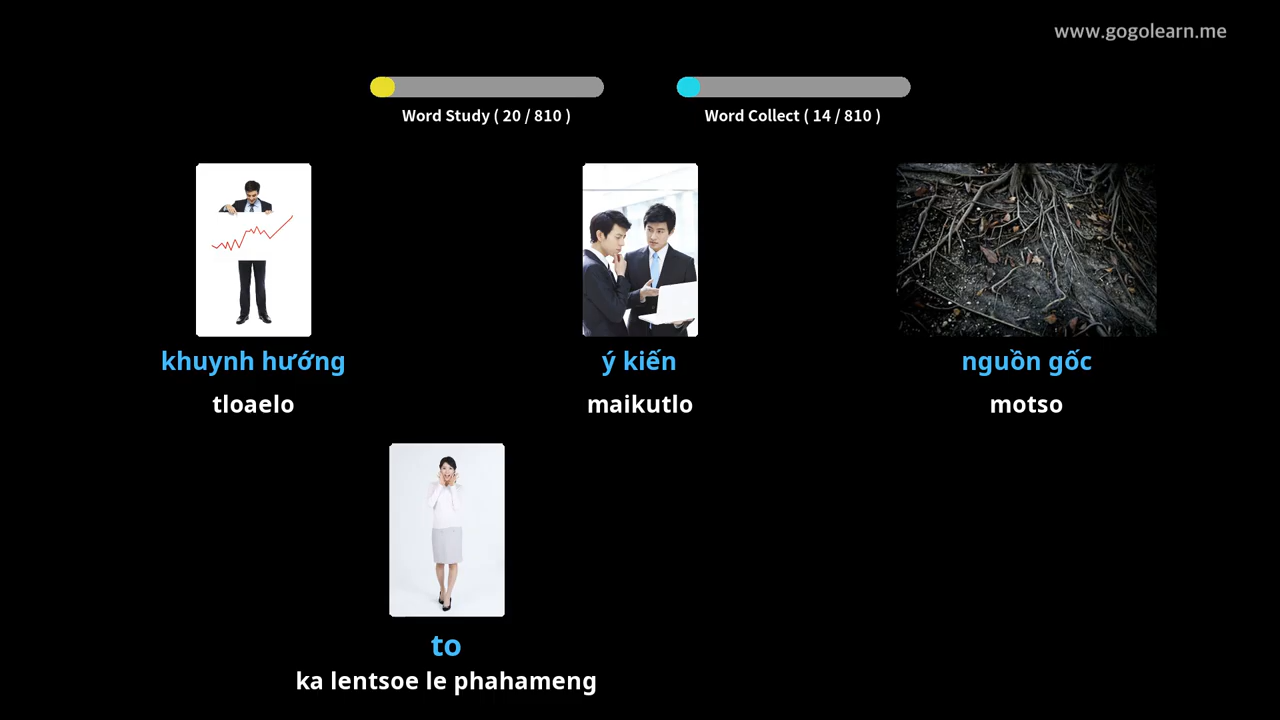 www.gogolearn.me
Word Study ( 20 / 810 )
Word Collect ( 14 / 810 )
khuynh hướng
ý kiến
nguồn gốc
tloaelo
maikutlo
motso
to
ka lentsoe le phahameng